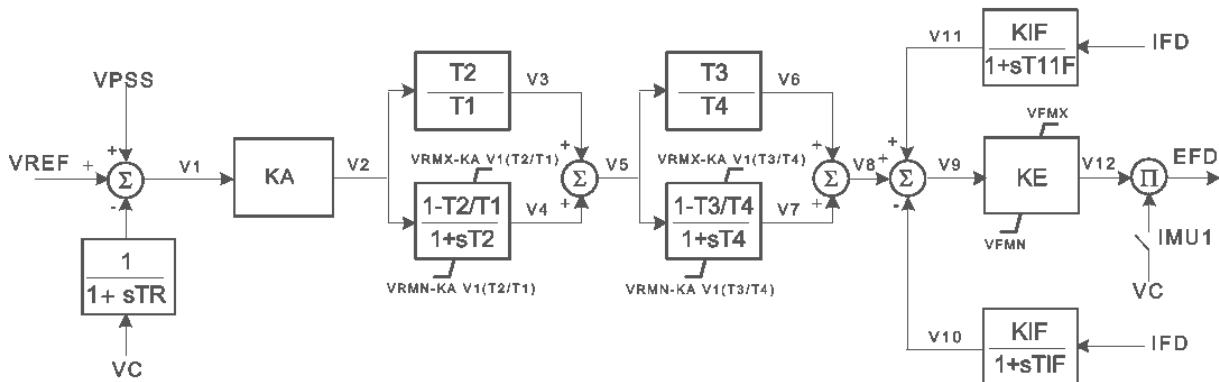 VPSS
VREF
+
+
-
Σ
V1
KA
V2
1
1+ sTR
VC
T2
T1
V3
VRMX-KA V1(T2/T1)
1-T2/T1
1+sT2
V4
VRMN-KA V1(T2/T1)
+
+
Σ
V5
T3
T4
V6
VRMX-KA V1(T3/T4)
1-T3/T4
1+sT4
V7
VRMN-KA V1(T3/T4)
+
+
Σ
V8
+
+
-
Σ
V9
V11
KIF
1+sT11F
IFD
VFMX
KE
VFMN
V12
Π
EFD
IMU1
VC
V10
KIF
1+sTIF
IFD